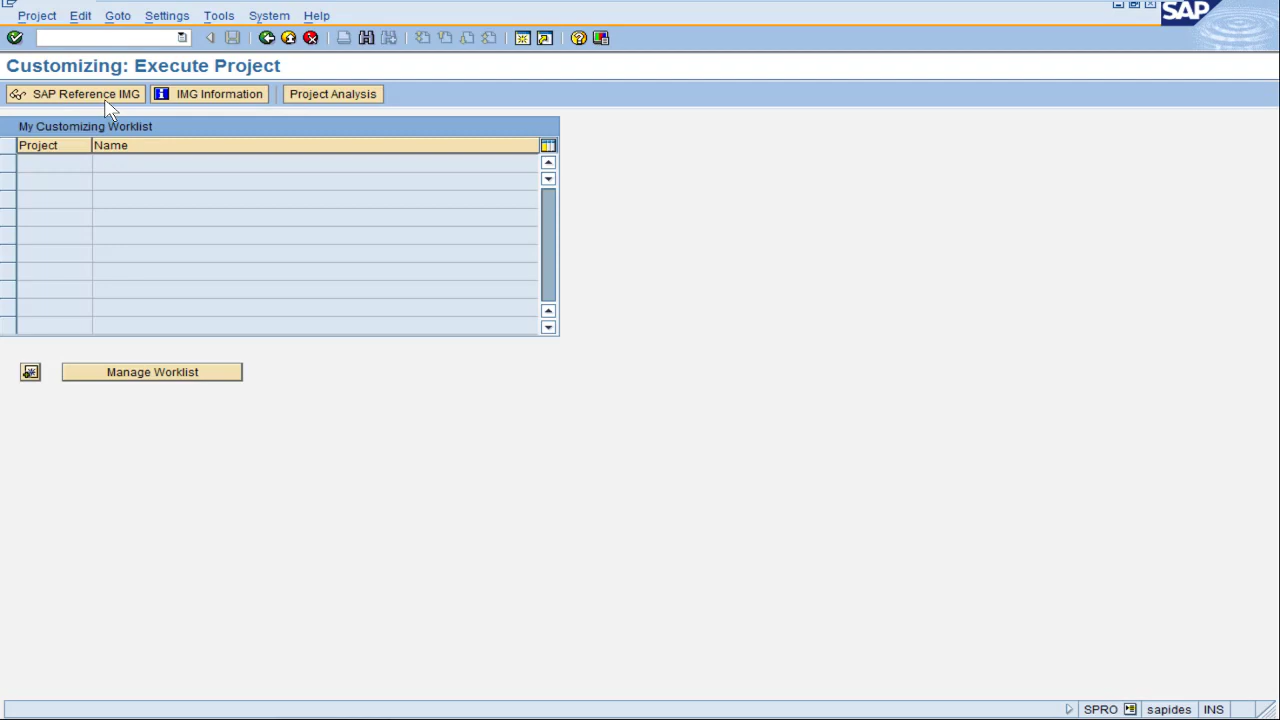 Project Edit Goto Settings Tools System Help
SAP
Customizing: Execute Project
SAP Reference IMG IMG Information Project Analysis
My Customizing Worklist
Project Name
Manage Worklist
SPRO sapides INS